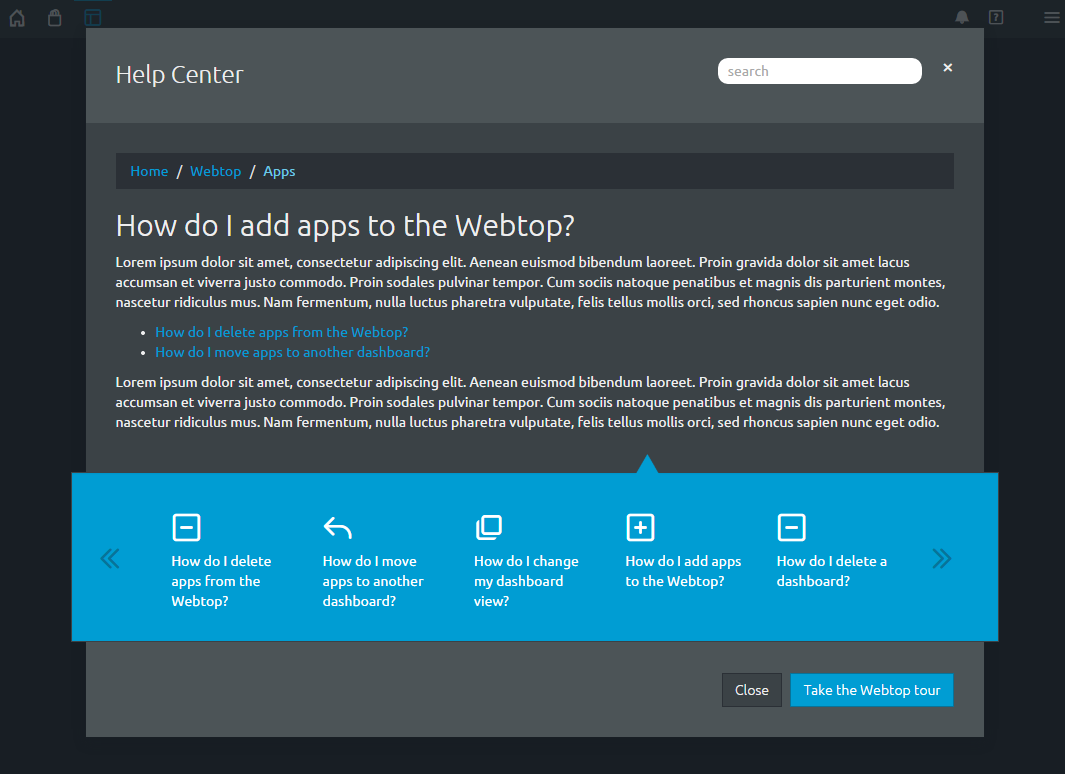 Help Center
search
Home / Webtop / Apps
How do I add apps to the Webtop?
Lorem ipsum dolor sit amet, consectetur adipiscing elit. Aenean euismod bibendum laoreet. Proin gravida dolor sit amet lacus
accumsan et viverra justo commodo. Proin sodales pulvinar tempor. Cum sociis natoque penatibus et magnis dis parturient montes,
nascetur ridiculus mus. Nam fermentum, nulla luctus pharetra vulputate, felis tellus mollis orci, sed rhoncus sapien nunc eget odio.
• How do I delete apps from the Webtop?
• How do I move apps to another dashboard?
Lorem ipsum dolor sit amet, consectetur adipiscing elit. Aenean euismod bibendum laoreet. Proin gravida dolor sit amet lacus
accumsan et viverra justo commodo. Proin sodales pulvinar tempor. Cum sociis natoque penatibus et magnis dis parturient montes,
nascetur ridiculus mus. Nam fermentum, nulla luctus pharetra vulputate, felis tellus mollis orci, sed rhoncus sapien nunc eget odio.
How do I delete
apps from the
Webtop?
How do I move
apps to another
dashboard?
How do I change
my dashboard
view?
How do I add apps
to the Webtop?
How do I delete a
dashboard?
Close
Take the Webtop tour